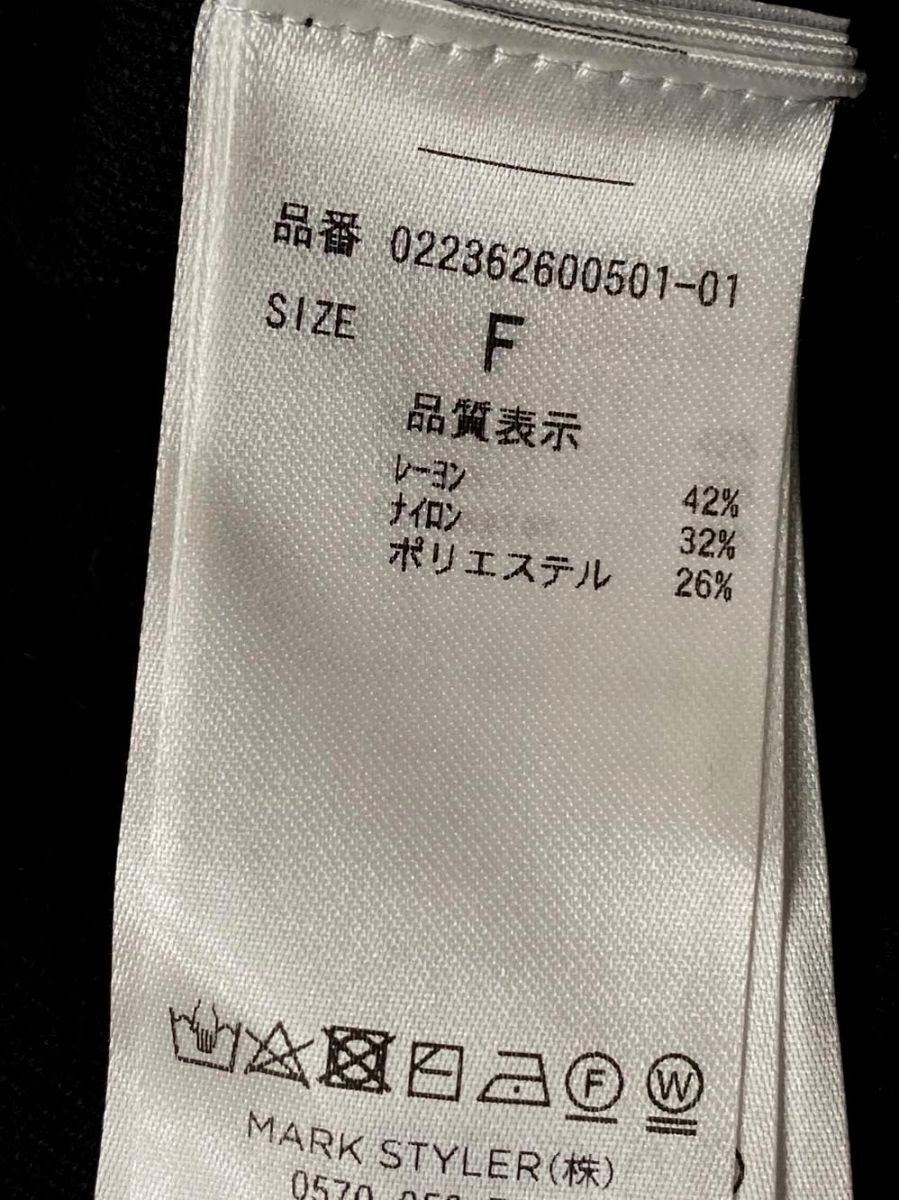 品番 022362600501-01
SIZE F
品質表示
レーヨン 42%
ナイロン 32%
ポリエステル 26%
F W
MARK STYLER(株)
0570